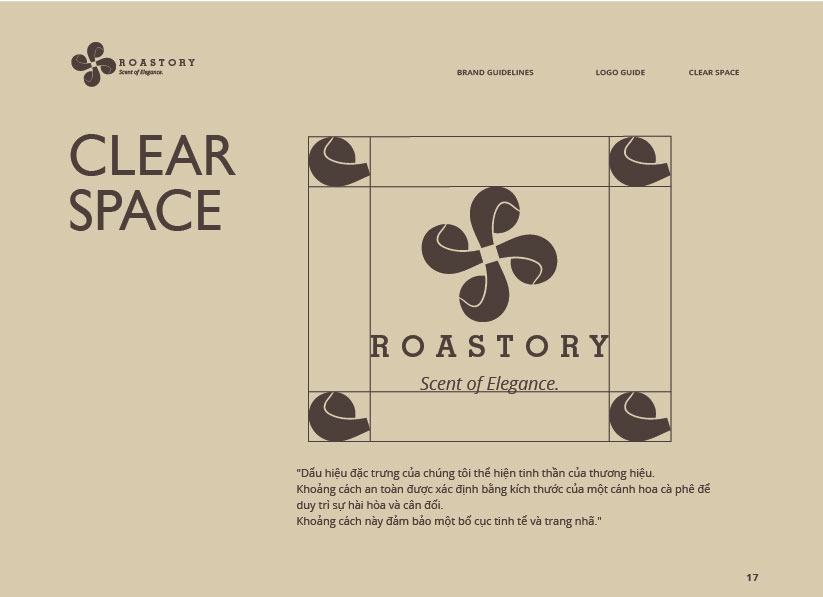 ROASTORY
Scent of Elegance.
BRAND GUIDELINES
LOGO GUIDE
CLEAR SPACE
CLEAR
SPACE
ROASTORY
Scent of Elegance.
"Dấu hiệu đặc trưng của chúng tôi thể hiện tinh thần của thương hiệu.
Khoảng cách an toàn được xác định bằng kích thước của một cánh hoa cà phê để
duy trì sự hài hòa và cân đối.
Khoảng cách này đảm bảo một bố cục tinh tế và trang nhã."
17